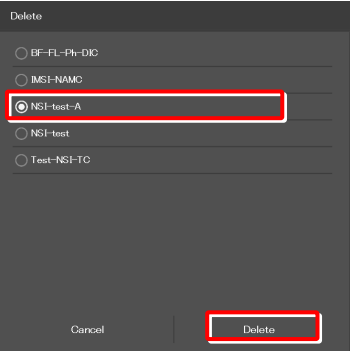 Delete
BF-FL-Ph-DIC
IMSI-NAMC
NSI-test-A
NSI-test
Test-NSI-TC
Cancel
Delete